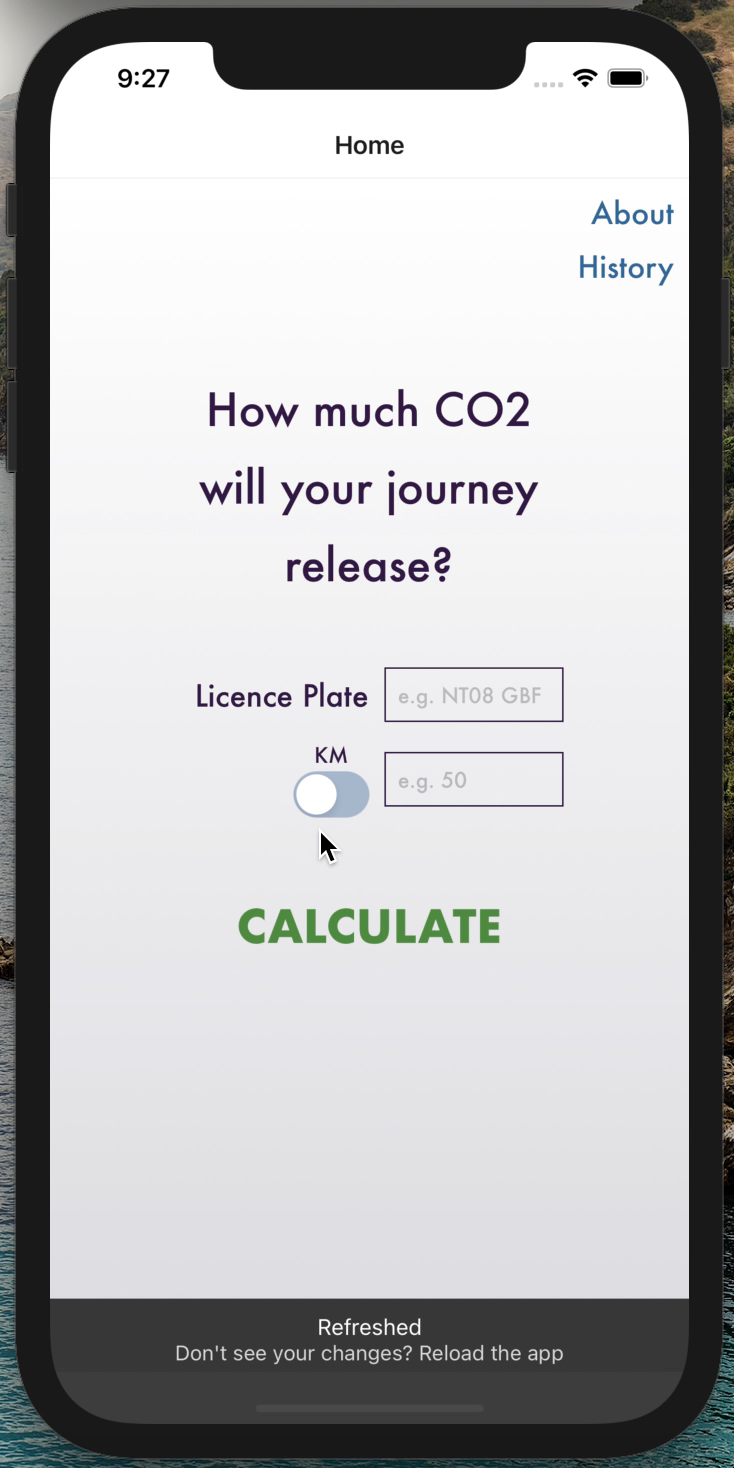 9:27
Home
About
History
How much CO2
will your journey
release?
Licence Plate e.g. NT08 GBF
KM
e.g. 50
CALCULATE
Refreshed
Don't see your changes? Reload the app